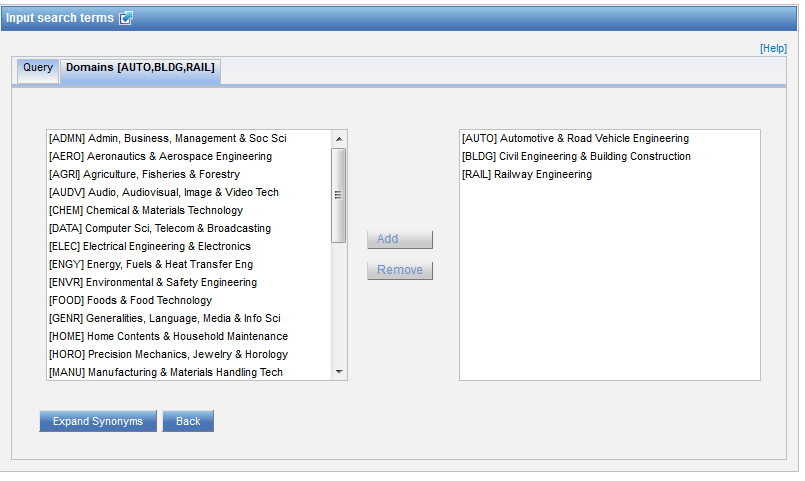 Input search terms
[Help]
Query
Domains [AUTO,BLDG,RAIL]
[ADMN] Admin, Business, Management & Soc Sci
[AERO] Aeronautics & Aerospace Engineering
[AGRI] Agriculture, Fisheries & Forestry
[AUDV] Audio, Audiovisual, Image & Video Tech
[CHEM] Chemical & Materials Technology
[DATA] Computer Sci, Telecom & Broadcasting
[ELEC] Electrical Engineering & Electronics
[ENGY] Energy, Fuels & Heat Transfer Eng
[ENVR] Environmental & Safety Engineering
[FOOD] Foods & Food Technology
[GENR] Generalities, Language, Media & Info Sci
[HOME] Home Contents & Household Maintenance
[HORO] Precision Mechanics, Jewelry & Horology
[MANU] Manufacturing & Materials Handling Tech
Add
Remove
[AUTO] Automotive & Road Vehicle Engineering
[BLDG] Civil Engineering & Building Construction
[RAIL] Railway Engineering
Expand Synonyms
Back